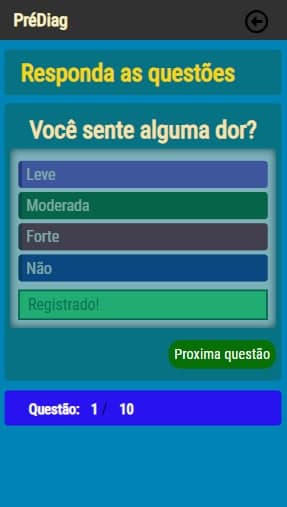 PréDiag
Responda as questões
Você sente alguma dor?
Leve
Moderada
Forte
Não
Registrado!
Proxima questão
Questão: 1 / 10